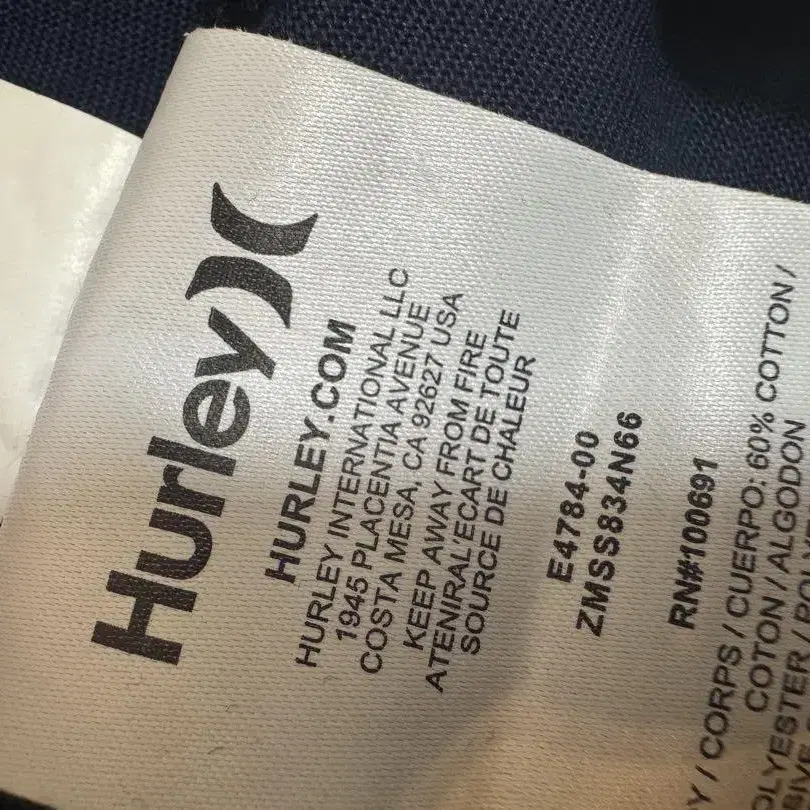 Hurley
HURLEY.COM
HURLEY INTERNATIONAL LLC
1945 PLACENTIA AVENUE
COSTA MESA, CA 92627 USA
KEEP AWAY FROM FIRE
ATENIRAL'ECART DE TOUTE
SOURCE DE CHALEUR
E4784-00
ZMSS834N66
RN#100691
/ CORPS / CUERPO: 60% COTTON /
COTON / ALGODON